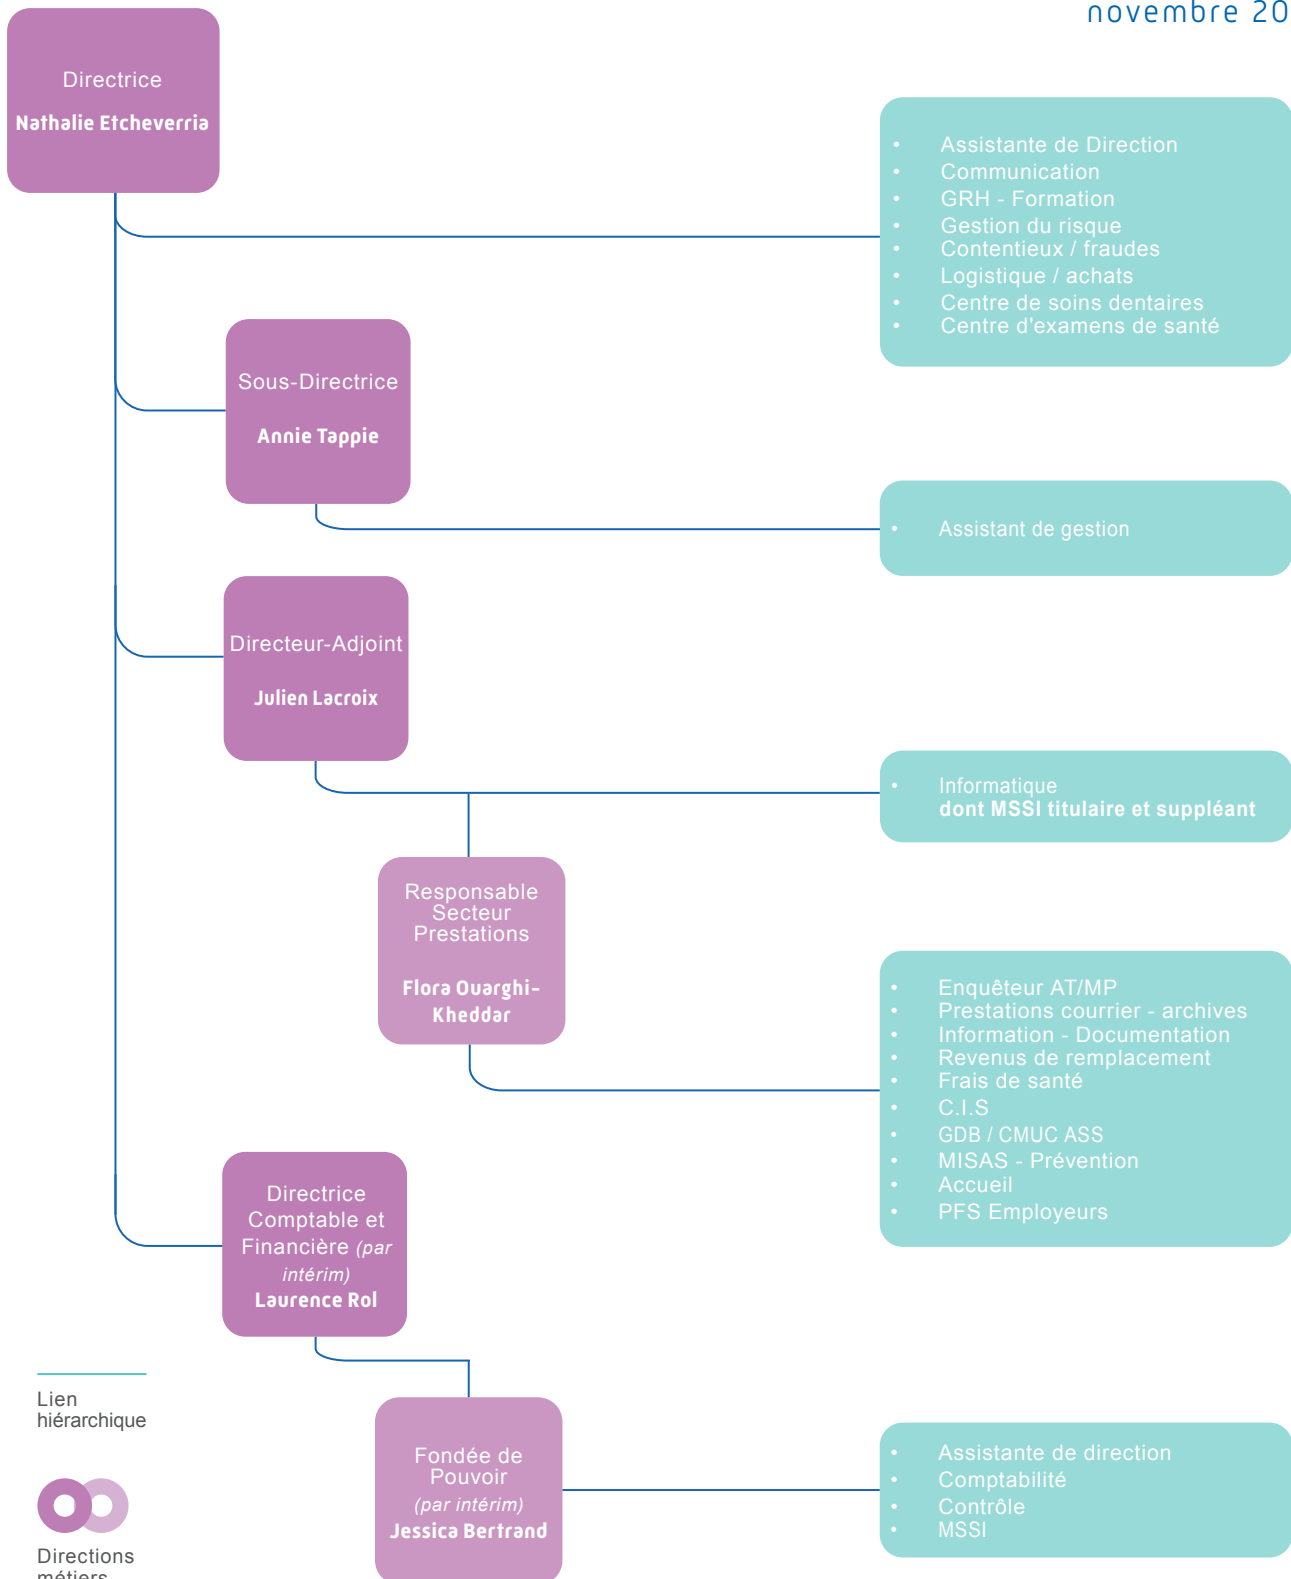 novembre 20
Directrice
Nathalie Etcheverria
• Assistante de Direction
• Communication
• GRH - Formation
• Gestion du risque
• Contentieux / fraudes
• Logistique / achats
• Centre de soins dentaires
• Centre d'examens de santé
Sous-Directrice
Annie Tappie
• Assistant de gestion
Directeur-Adjoint
Julien Lacroix
• Informatique
dont MSSI titulaire et suppléant
Responsable
Secteur
Prestations
Flora Ouarghi-
Kheddar
• Enquêteur AT/MP
• Prestations courrier - archives
• Information - Documentation
• Revenus de remplacement
• Frais de santé
• C.I.S
• GDB / CMUC ASS
• MISAS - Prévention
• Accueil
• PFS Employeurs
Directrice
Comptable et
Financière (par
intérim)
Laurence Rol
Fondée de
Pouvoir
(par intérim)
Jessica Bertrand
• Assistante de direction
• Comptabilité
• Contrôle
• MSSI
Lien
hiérarchique
Directions
métiers